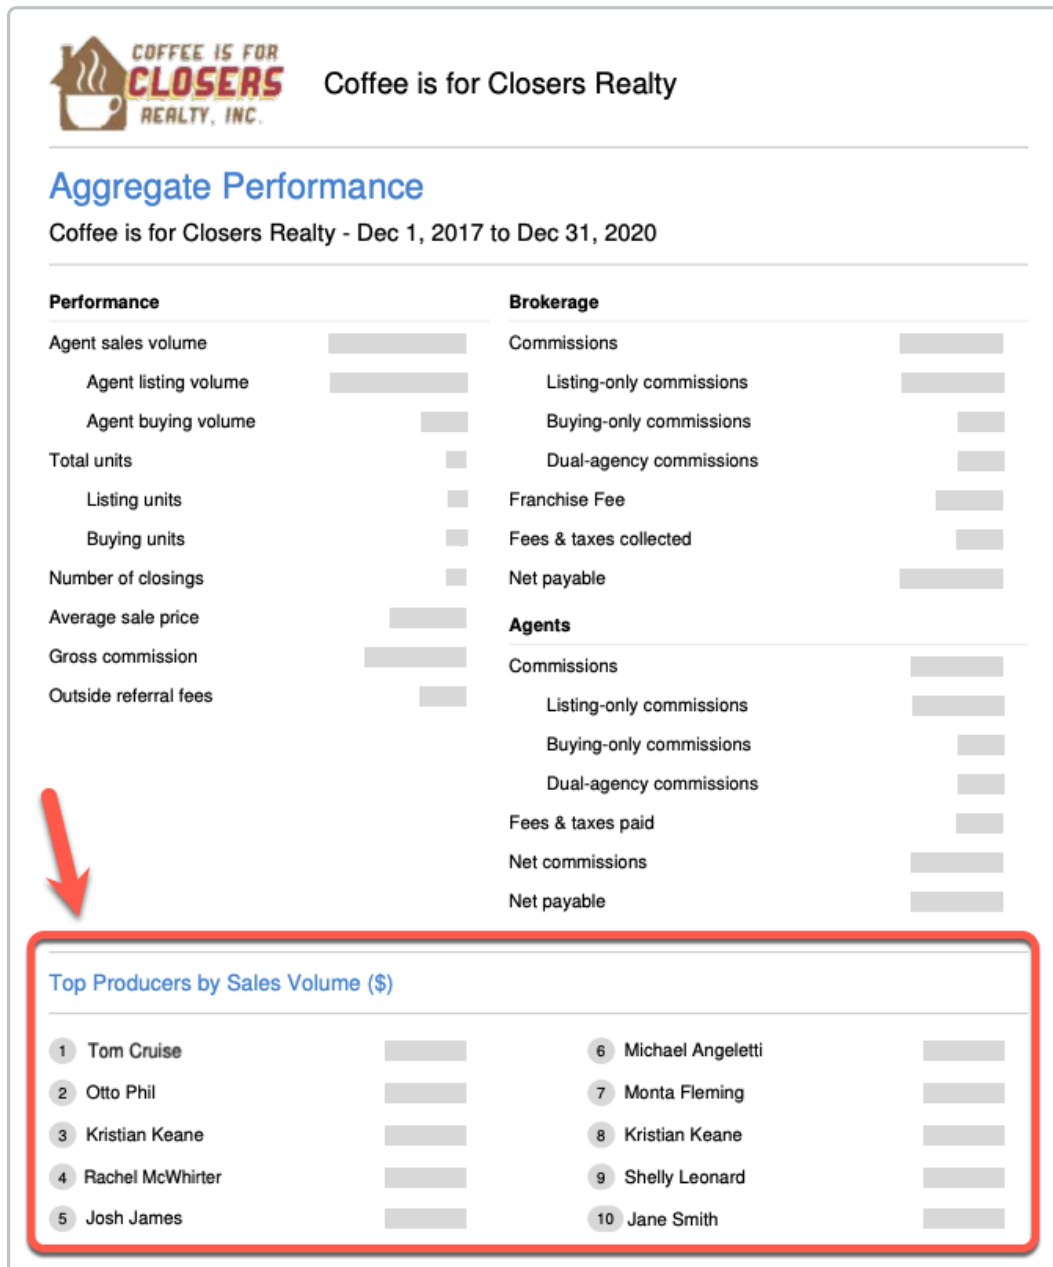 COFFEE IS FOR
CLOSERS
REALTY, INC.
Coffee is for Closers Realty
Aggregate Performance
Coffee is for Closers Realty - Dec 1, 2017 to Dec 31, 2020
Performance
Agent sales volume
Agent listing volume
Agent buying volume
Total units
Listing units
Buying units
Number of closings
Average sale price
Gross commission
Outside referral fees
Brokerage
Commissions
Listing-only commissions
Buying-only commissions
Dual-agency commissions
Franchise Fee
Fees & taxes collected
Net payable
Agents
Commissions
Listing-only commissions
Buying-only commissions
Dual-agency commissions
Fees & taxes paid
Net commissions
Net payable
Top Producers by Sales Volume ($)
1 Tom Cruise
2 Otto Phil
3 Kristian Keane
4 Rachel McWhirter
5 Josh James
6 Michael Angeletti
7 Monta Fleming
8 Kristian Keane
9 Shelly Leonard
10 Jane Smith